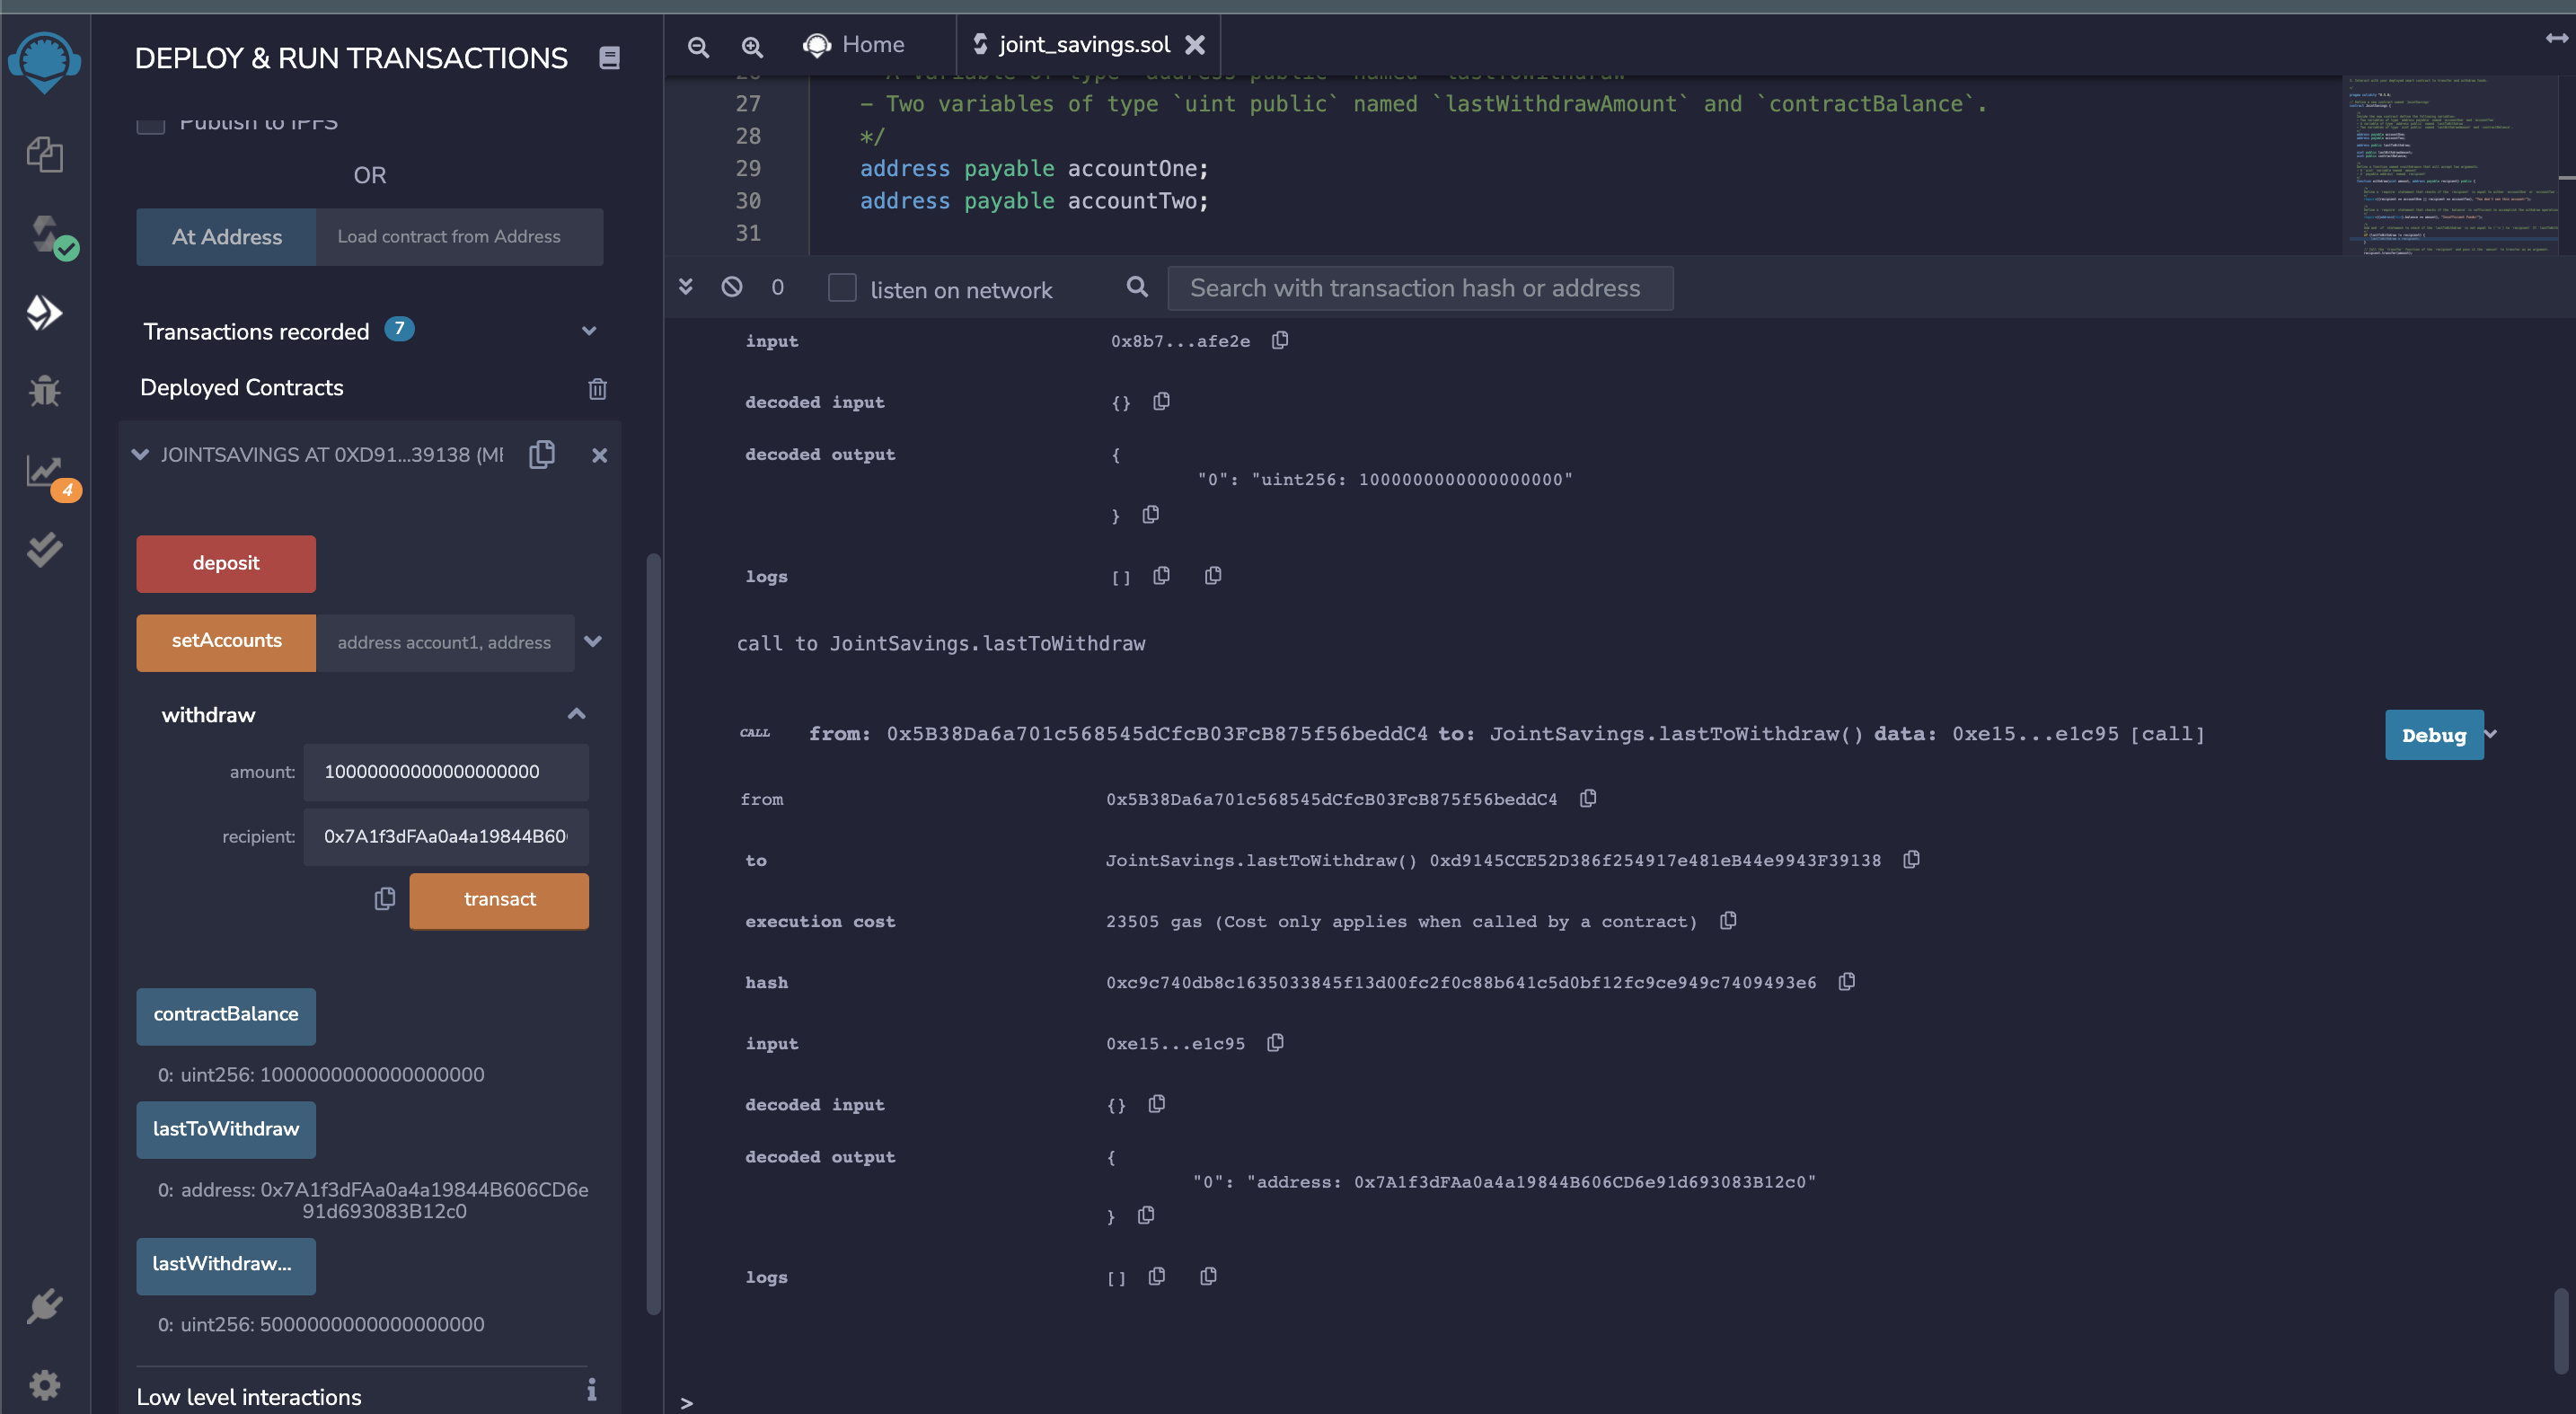 DEPLOY & RUN TRANSACTIONS
Publish to IPFS
OR
At Address
Load contract from Address
Transactions recorded 7
Deployed Contracts
JOINTSAVINGS AT 0XD91...39138 (ME
deposit
setAccounts
address account1, address
withdraw
amount: 10000000000000000000
recipient: 0x7A1f3dFAa0a4a19844B60
transact
contractBalance
0: uint256: 1000000000000000000
lastToWithdraw
0: address: 0x7A1f3dFAa0a4a19844B606CD6e
91d693083B12c0
lastWithdraw...
0: uint256: 5000000000000000000
Low level interactions
4
Home
joint_savings.sol
27 - Two variables of type `uint public` named `lastWithdrawAmount` and `contractBalance`.
28 */
29 address payable accountOne;
30 address payable accountTwo;
31
0
listen on network
Search with transaction hash or address
input 0x8b7...afe2e
decoded input {}
decoded output {
"0": "uint256: 1000000000000000000"
}
logs []
call to JointSavings.lastToWithdraw
CALL from: 0x5B38Da6a701c568545dCfcB03FcB875f56beddC4 to: JointSavings.lastToWithdraw() data: 0xe15...e1c95 [call]
Debug
from 0x5B38Da6a701c568545dCfcB03FcB875f56beddC4
to JointSavings.lastToWithdraw() 0xd9145CCE52D386f254917e481eB44e9943F39138
execution cost 23505 gas (Cost only applies when called by a contract)
hash 0xc9c740db8c1635033845f13d00fc2f0c88b641c5d0bf12fc9ce949c7409493e6
input 0xe15...e1c95
decoded input {}
decoded output {
"0": "address: 0x7A1f3dFAa0a4a19844B606CD6e91d693083B12c0"
}
logs []
>